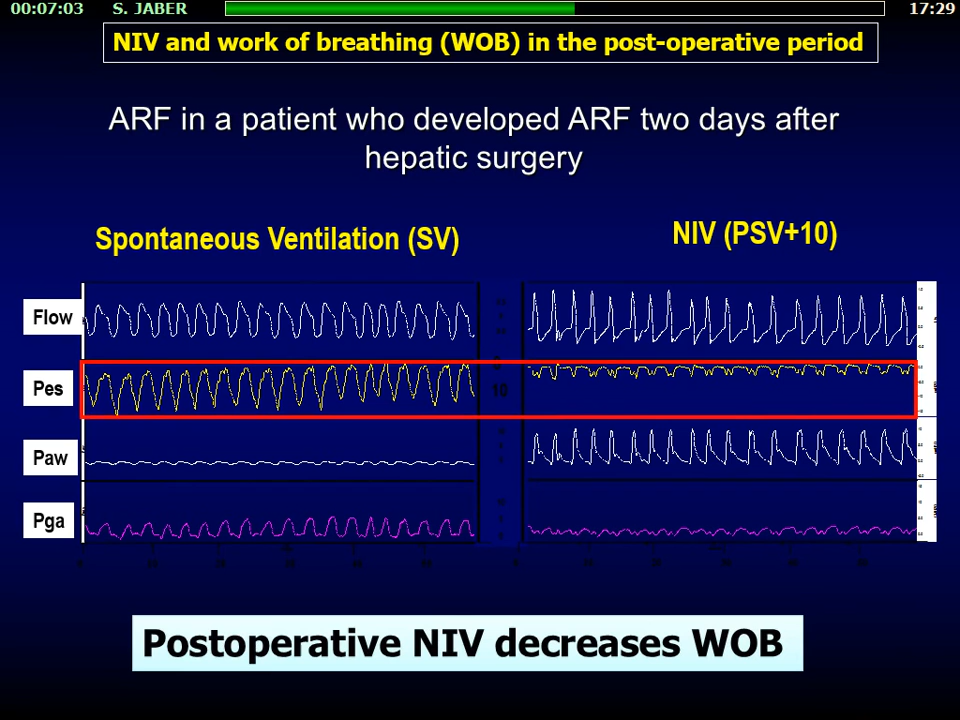 00:07:03 S. JABER 17:29
NIV and work of breathing (WOB) in the post-operative period
ARF in a patient who developed ARF two days after
hepatic surgery
Spontaneous Ventilation (SV)
NIV (PSV+10)
Flow
Pes
10
Paw
Pga
Postoperative NIV decreases WOB